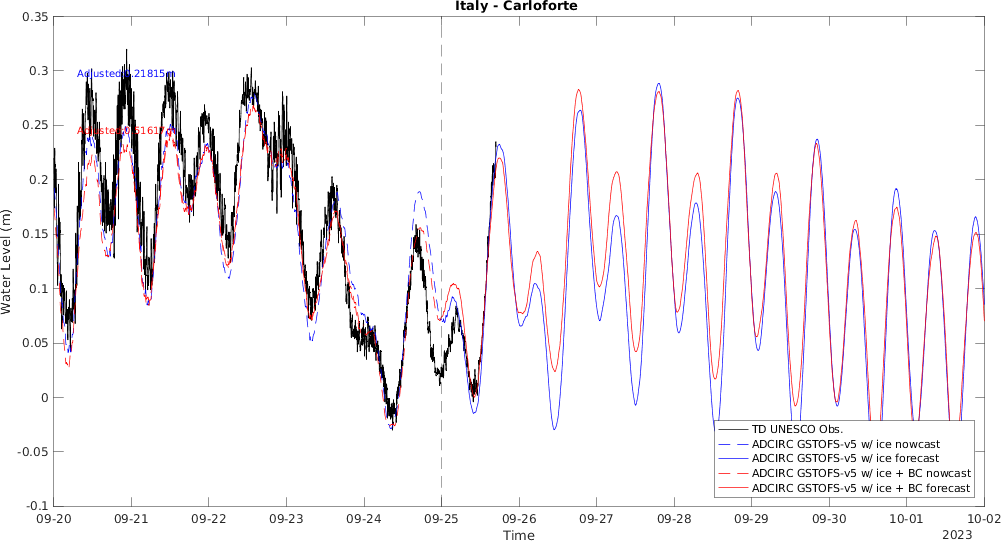 Italy - Carloforte
0.35
0.3
0.25
0.2
0.15
0.1
0.05
0
-0.05
-0.1
Water Level (m)
TD UNESCO Obs.
ADCIRC GSTOFS-v5 w/ ice nowcast
ADCIRC GSTOFS-v5 w/ ice forecast
ADCIRC GSTOFS-v5 w/ ice + BC nowcast
ADCIRC GSTOFS-v5 w/ ice + BC forecast
09-20 09-21 09-22 09-23 09-24 09-25 09-26 09-27 09-28 09-29 09-30 10-01 10-02
Time
2023